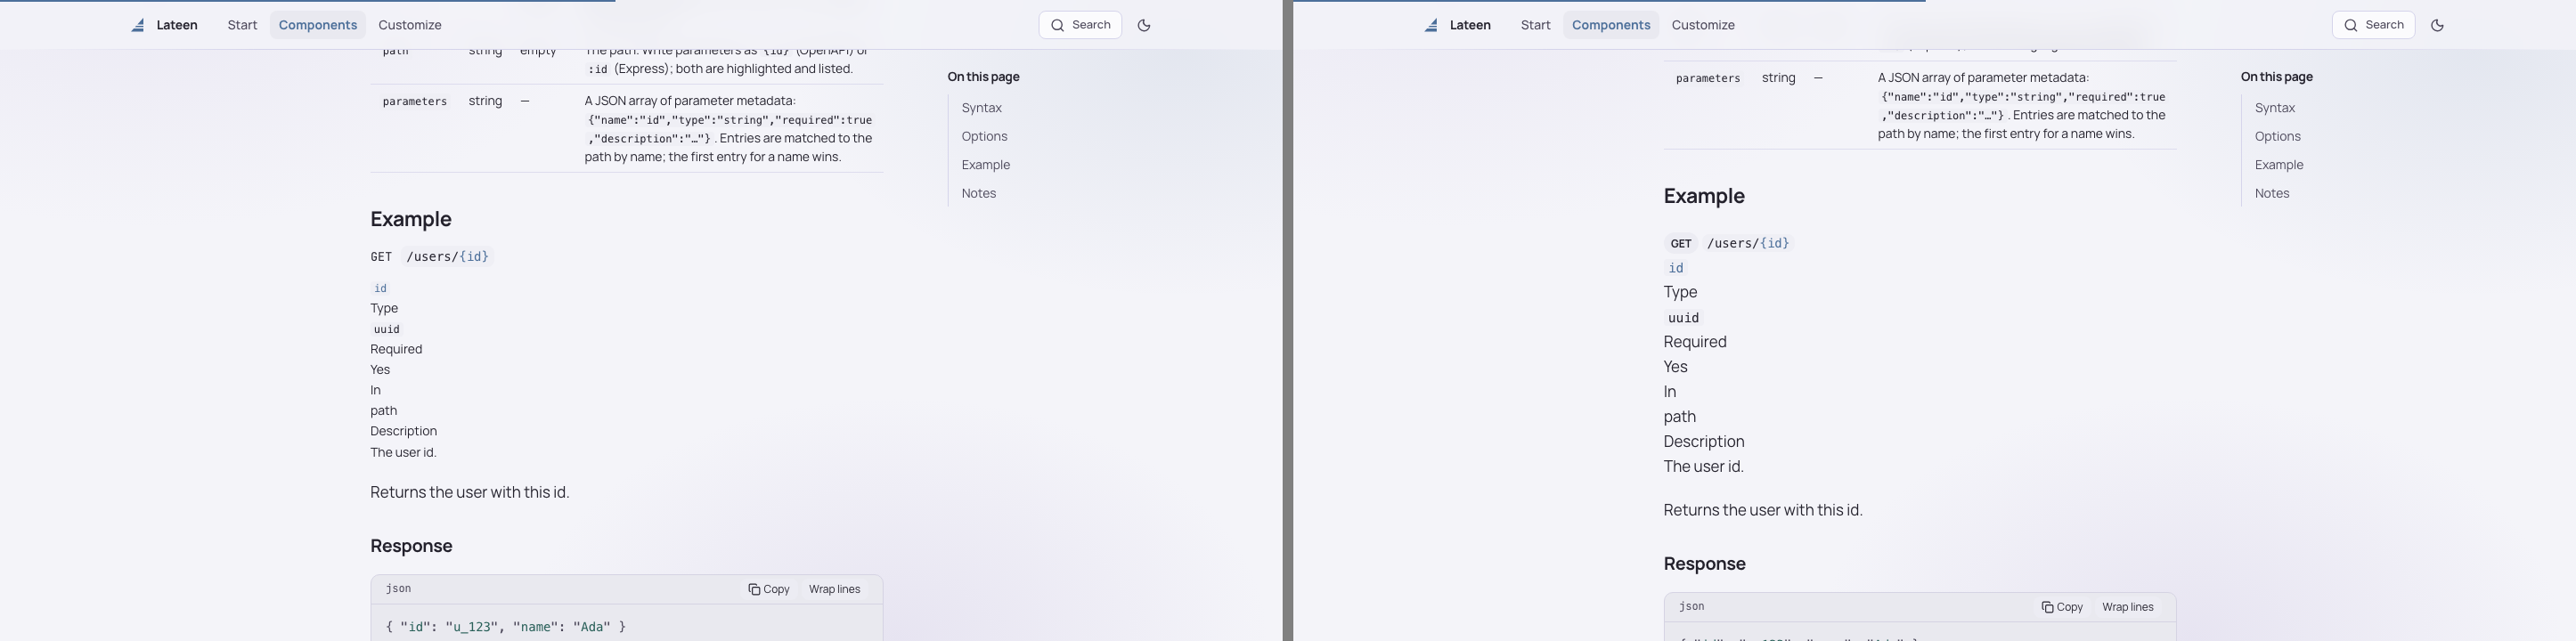 Lateen Start Components Customize Search
path string empty The path. Write parameters as {id} (OpenAPI) or
:id (Express); both are highlighted and listed.
parameters string — A JSON array of parameter metadata:
{"name":"id","type":"string","required":true
,"description":"…"} . Entries are matched to the
path by name; the first entry for a name wins.
On this page
Syntax
Options
Example
Notes
Example
GET /users/{id}
id
Type
uuid
Required
Yes
In
path
Description
The user id.
Returns the user with this id.
Response
json Copy Wrap lines
{ "id": "u_123", "name": "Ada" }
Lateen Start Components Customize Search
parameters string — A JSON array of parameter metadata:
{"name":"id","type":"string","required":true
,"description":"…"} . Entries are matched to the
path by name; the first entry for a name wins.
On this page
Syntax
Options
Example
Notes
Example
GET /users/{id}
id
Type
uuid
Required
Yes
In
path
Description
The user id.
Returns the user with this id.
Response
json Copy Wrap lines